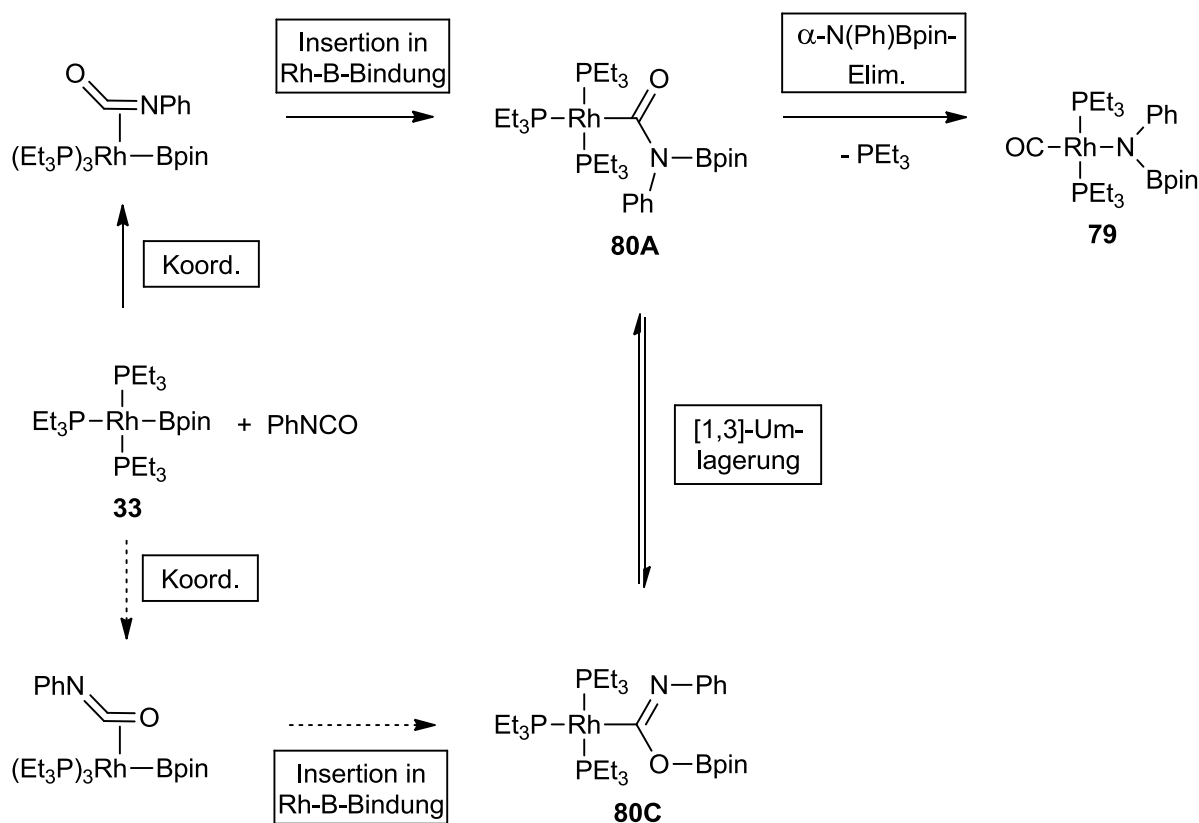 O
C
NPh
(Et3P)3Rh
Bpin
Koord.
PEt3
Et3P
Rh
Bpin
PEt3
+ PhNCO
33
Koord.
PhN
C
O
(Et3P)3Rh
Bpin
Insertion in
Rh-B-Bindung
PEt3
Et3P
Rh
C
O
PEt3
N
Bpin
Ph
80A
α-N(Ph)Bpin-
Elim.
- PEt3
PEt3
Ph
OC
Rh
N
PEt3
Bpin
79
[1,3]-Um-
lagerung
Insertion in
Rh-B-Bindung
PEt3
N
Ph
Et3P
Rh
C
PEt3
O
Bpin
80C